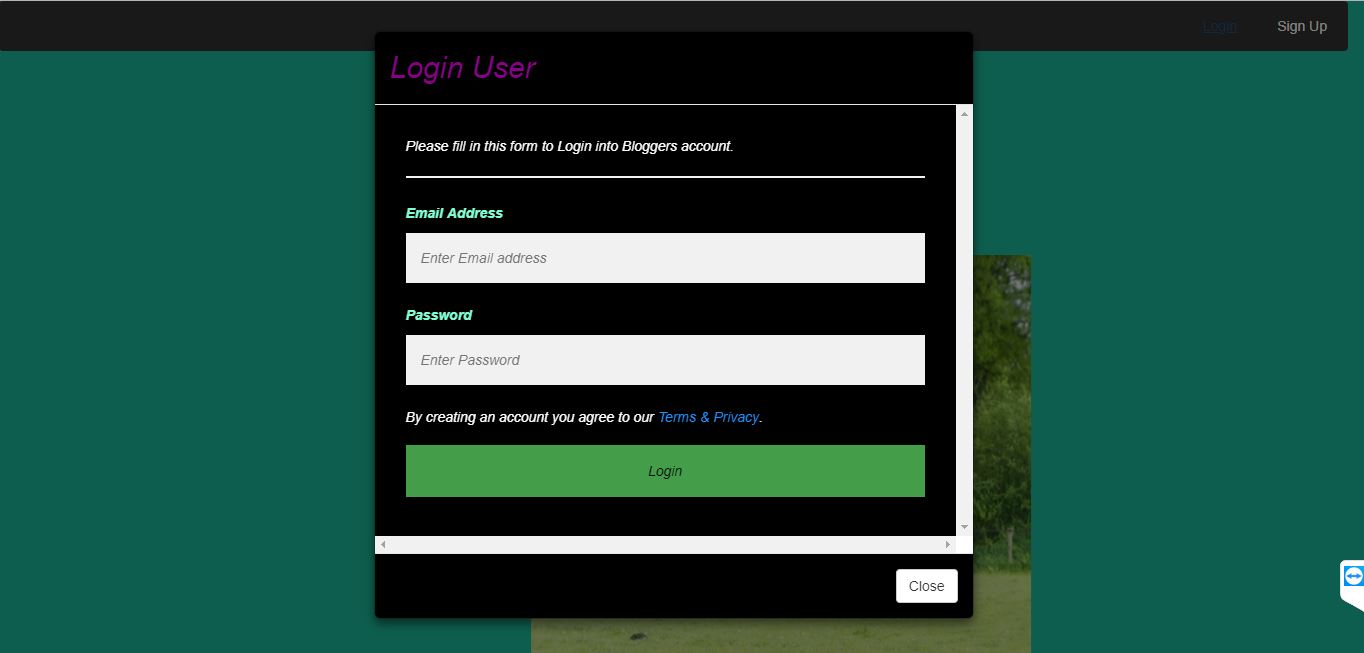 Login
Sign Up
Login User
Please fill in this form to Login into Bloggers account.
Email Address
Enter Email address
Password
Enter Password
By creating an account you agree to our Terms & Privacy.
Login
Close